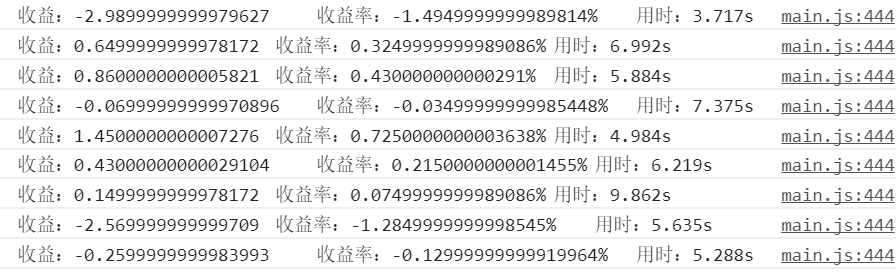 收益：-2.9899999999979627 收益率：-1.4949999999989814% 用时：3.717s main.js:444
收益：0.6499999999978172 收益率：0.3249999999989086% 用时：6.992s main.js:444
收益：0.8600000000005821 收益率：0.430000000000291% 用时：5.884s main.js:444
收益：-0.06999999999970896 收益率：-0.03499999999985448% 用时：7.375s main.js:444
收益：1.4500000000007276 收益率：0.7250000000003638% 用时：4.984s main.js:444
收益：0.43000000000029104 收益率：0.2150000000001455% 用时：6.219s main.js:444
收益：0.1499999999978172 收益率：0.07499999999989086% 用时：9.862s main.js:444
收益：-2.569999999999709 收益率：-1.2849999999998545% 用时：5.635s main.js:444
收益：-0.2599999999983993 收益率：-0.12999999999919964% 用时：5.288s main.js:444